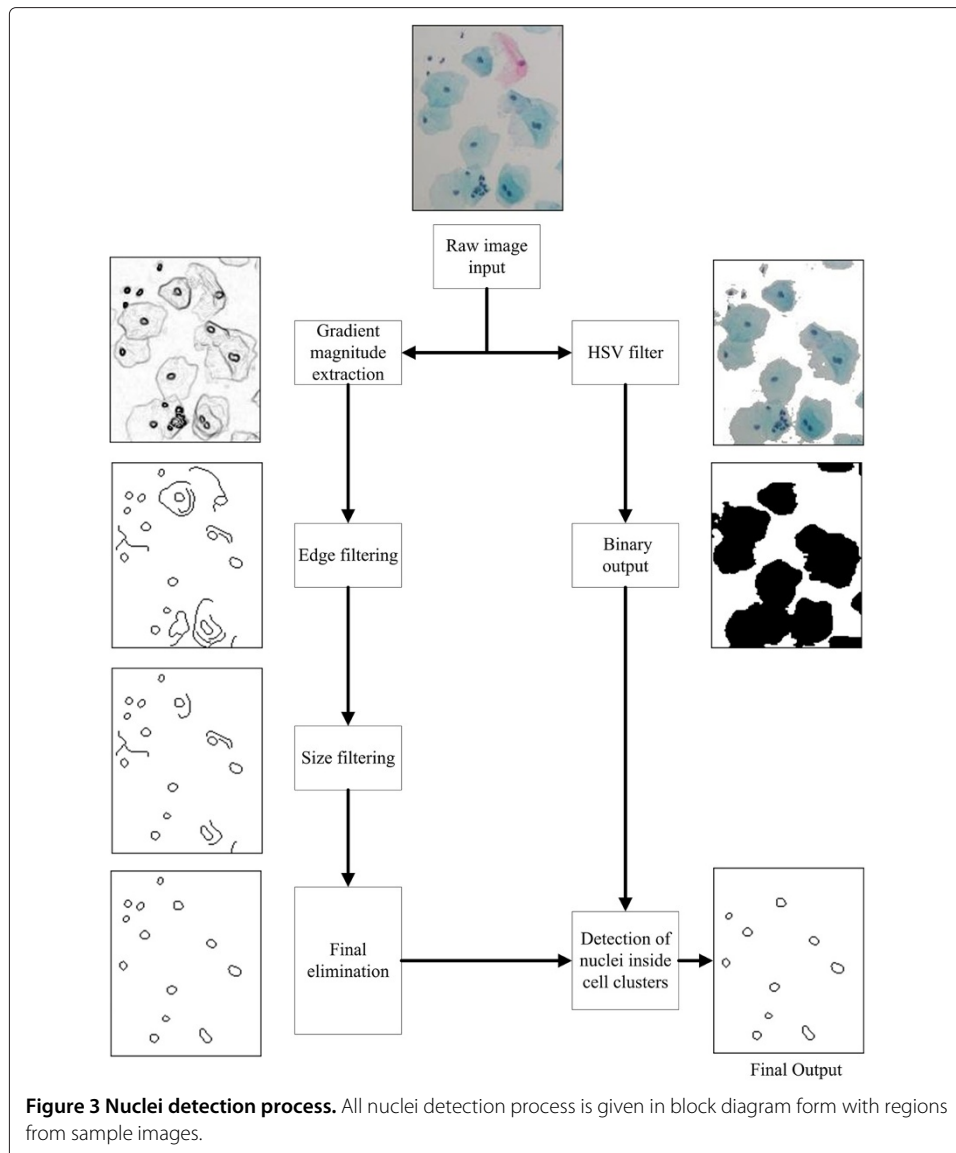 Raw image
input
Gradient
magnitude
extraction
HSV filter
Edge filtering
Binary
output
Size filtering
Final
elimination
Detection of
nuclei inside
cell clusters
Final Output
Figure 3 Nuclei detection process. All nuclei detection process is given in block diagram form with regions
from sample images.